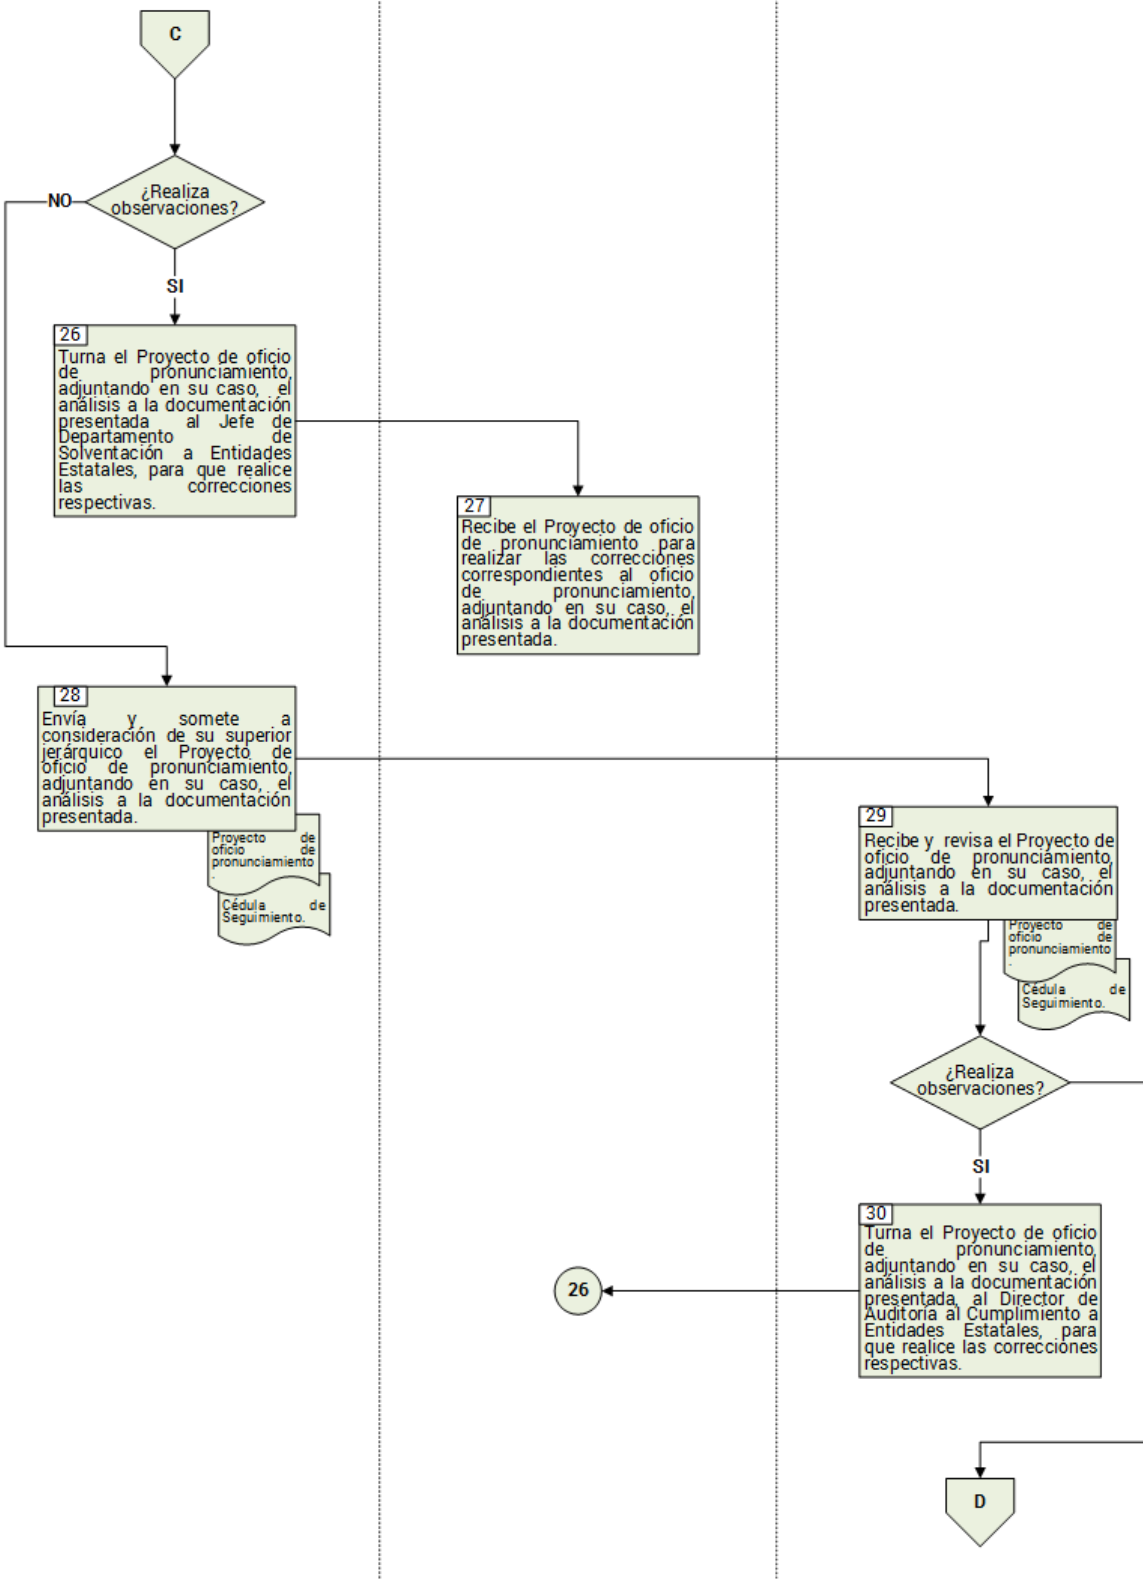 C
¿Realiza
observaciones?
NO
SI
26
Turna el Proyecto de oficio
de pronunciamiento,
adjuntando en su caso, el
análisis a la documentación
presentada al Jefe de
Departamento de
Solventación a Entidades
Estatales, para que realice
las correcciones
respectivas.
27
Recibe el Proyecto de oficio
de pronunciamiento para
realizar las correcciones
correspondientes al oficio
de pronunciamiento,
adjuntando en su caso, el
análisis a la documentación
presentada.
28
Envía y somete a
consideración de su superior
jerárquico el Proyecto de
oficio de pronunciamiento,
adjuntando en su caso, el
análisis a la documentación
presentada.
Proyecto de
oficio de
pronunciamiento
.
Cédula de
Seguimiento.
29
Recibe y revisa el Proyecto de
oficio de pronunciamiento,
adjuntando en su caso, el
análisis a la documentación
presentada.
Proyecto de
oficio de
pronunciamiento
.
Cédula de
Seguimiento.
¿Realiza
observaciones?
SI
30
Turna el Proyecto de oficio
de pronunciamiento,
adjuntando en su caso, el
análisis a la documentación
presentada, al Director de
Auditoría al Cumplimiento a
Entidades Estatales, para
que realice las correcciones
respectivas.
26
D